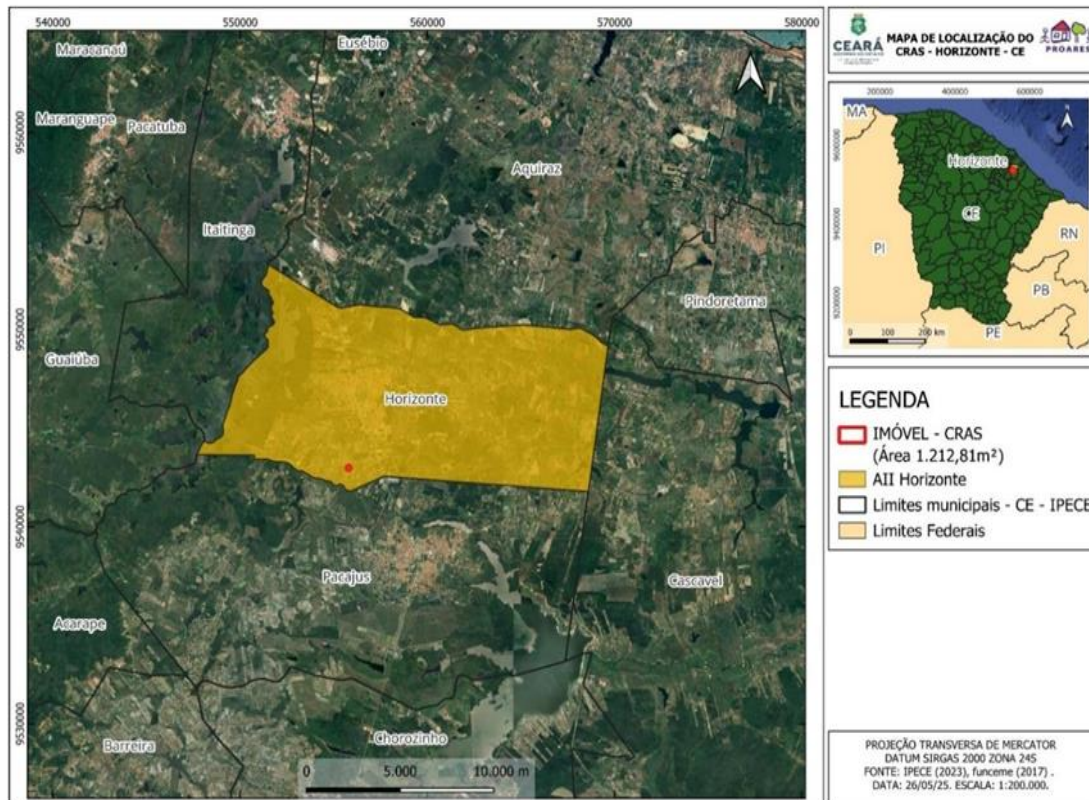 540000
550000
560000
570000
580000
Maracanaú
Eusébio
Maranguape
Pacatuba
9560000
Aquiraz
Itaitinga
Pindoretama
9550000
Guaiúba
Horizonte
9540000
Pacajus
Cascavel
Acarape
9530000
Barreira
Chorozinho
0 5.000 10.000 m
CEARÁ
MAPA DE LOCALIZAÇÃO DO
CRAS - HORIZONTE - CE
PROARES
200000 400000 600000
MA
N
9600000
Horizonte
CE
9400000
PI
RN
PB
9200000
0 100 200 km
PE
LEGENDA
IMÓVEL - CRAS
(Área 1.212,81m²)
AII Horizonte
Limites municipais - CE - IPECE
Limites Federais
PROJEÇÃO TRANSVERSA DE MERCATOR
DATUM SIRGAS 2000 ZONA 24S
FONTE: IPECE (2023), funceme (2017) .
DATA: 26/05/25. ESCALA: 1:200.000.